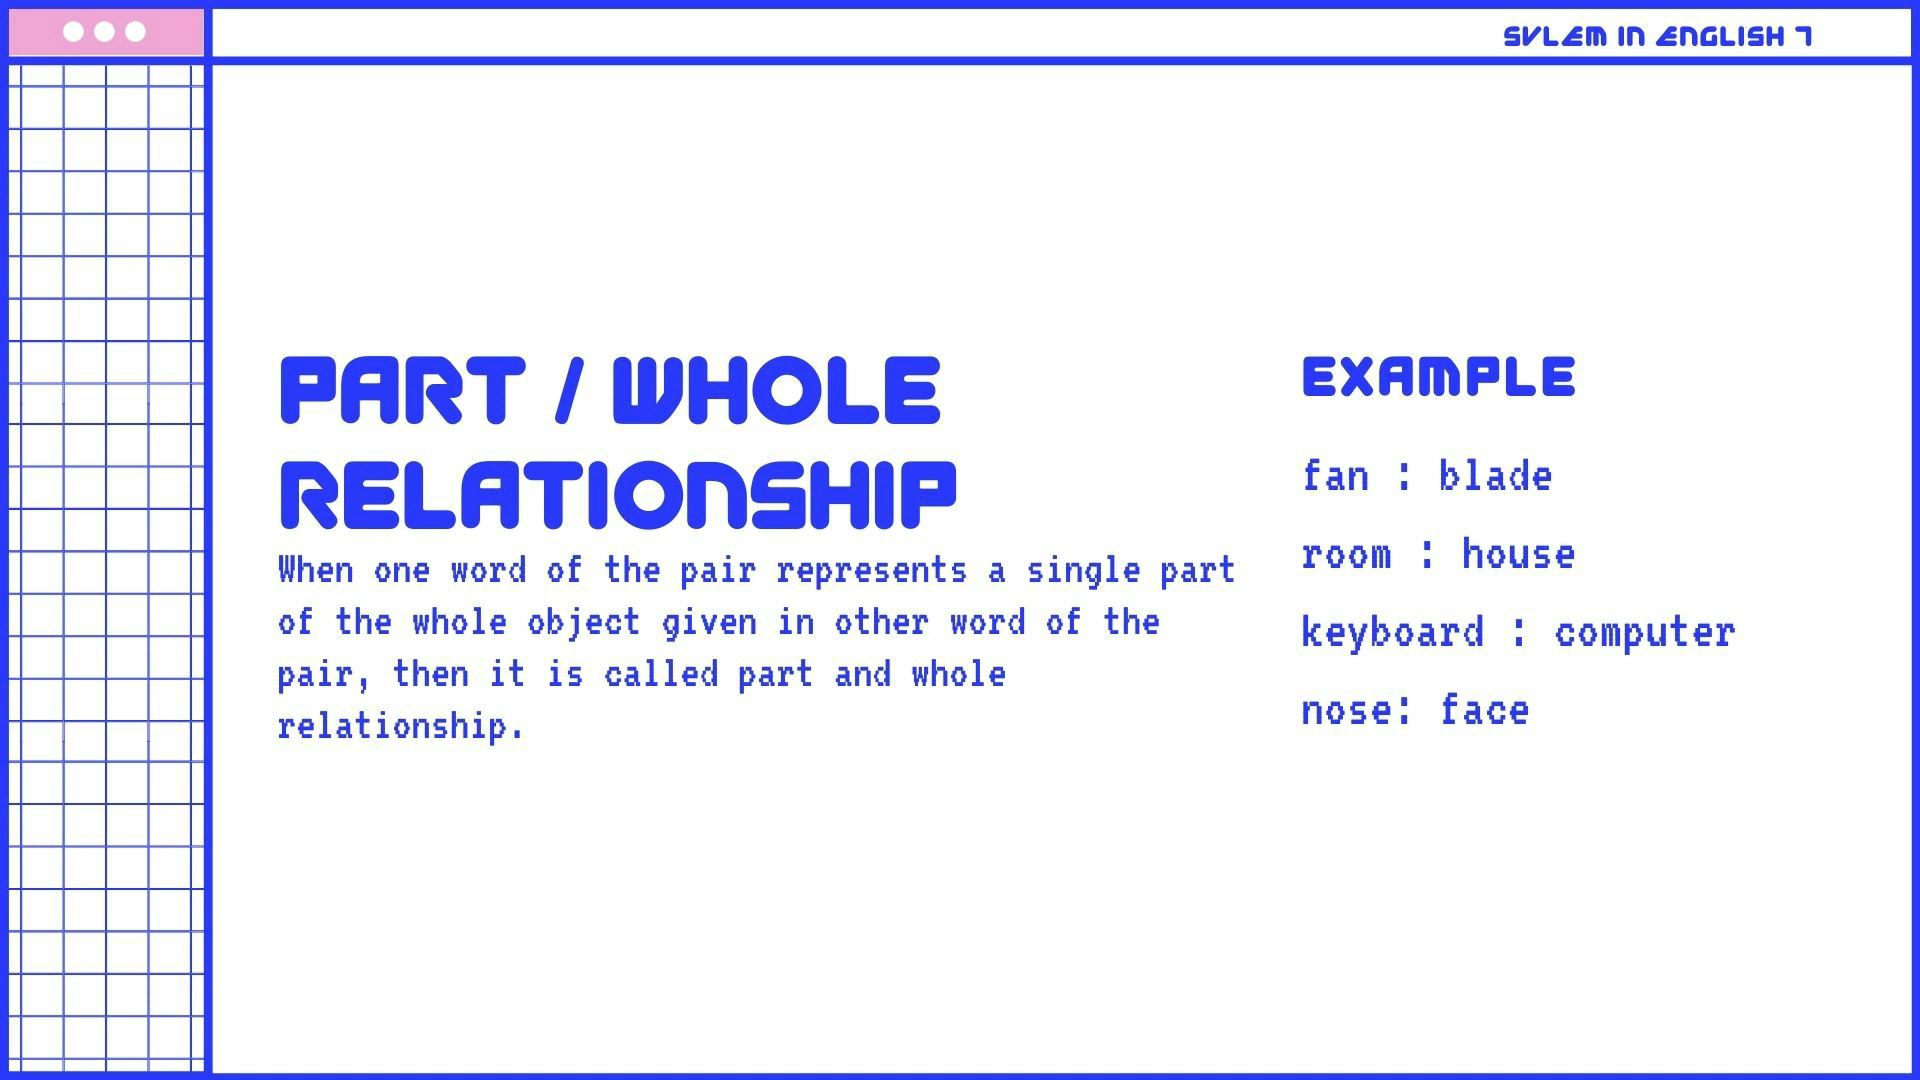 SVLEM IN ENGLISH 7
PART / WHOLE
RELATIONSHIP
When one word of the pair represents a single part
of the whole object given in other word of the
pair, then it is called part and whole
relationship.
EXAMPLE
fan : blade
room : house
keyboard : computer
nose: face